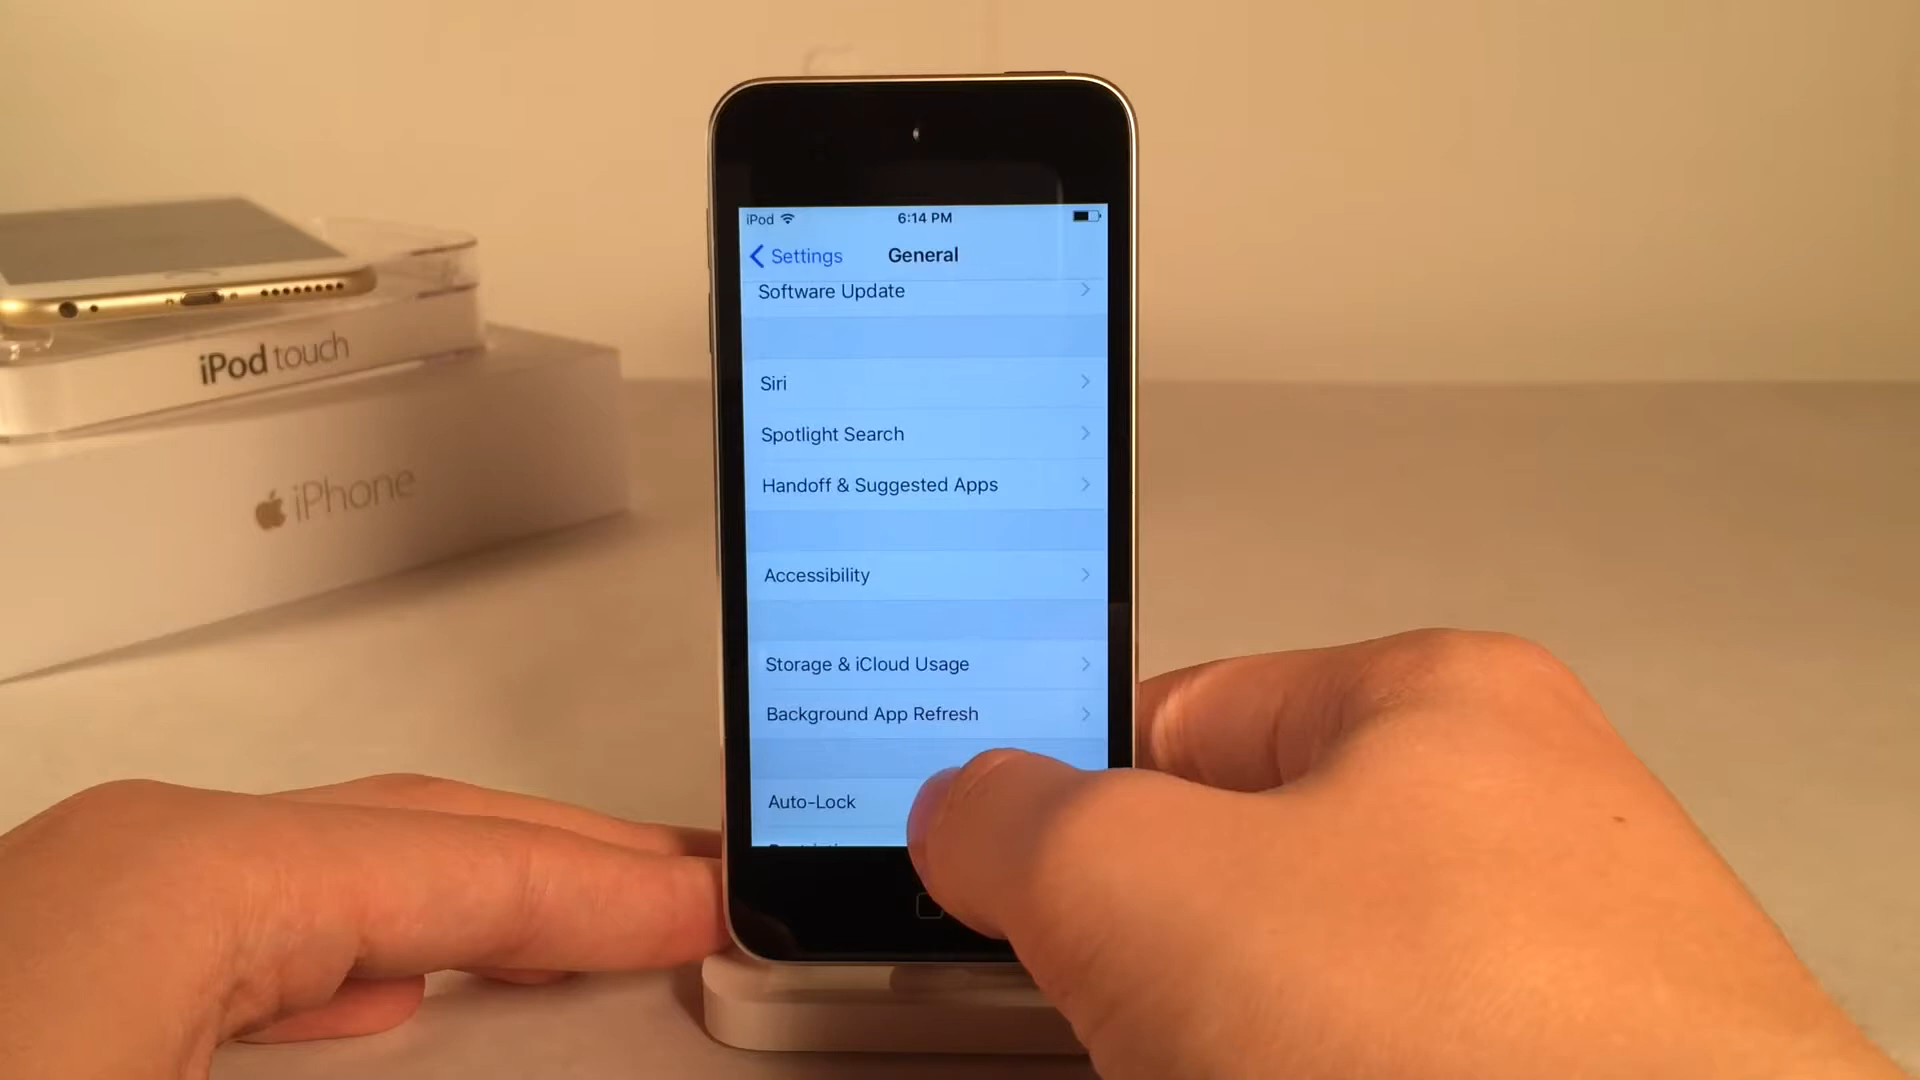 iPod
6:14 PM
Settings
General
Software Update
Siri
Spotlight Search
Handoff & Suggested Apps
Accessibility
Storage & iCloud Usage
Background App Refresh
Auto-Lock
iPod touch
iPhone